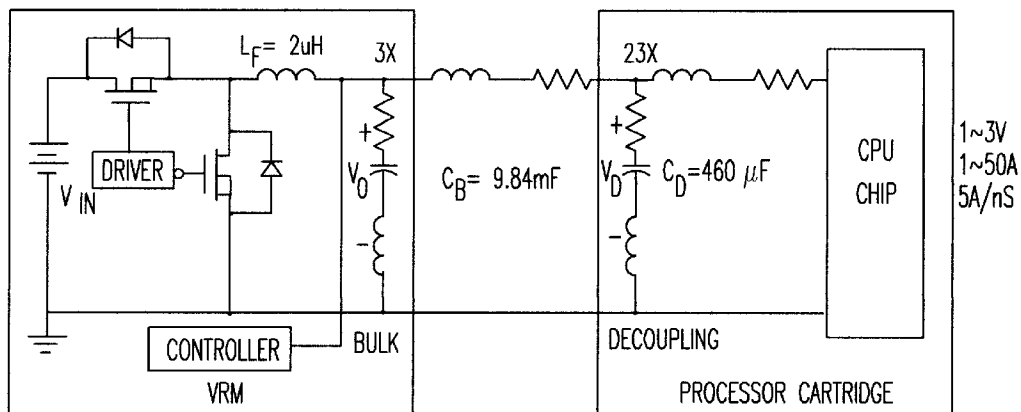 L_F= 2uH
3X
23X
DRIVER
V_IN
+
V_O
-
C_B = 9.84mF
+
V_D
-
C_D=460 µF
CPU
CHIP
1~3V
1~50A
5A/nS
CONTROLLER
BULK
VRM
DECOUPLING
PROCESSOR CARTRIDGE